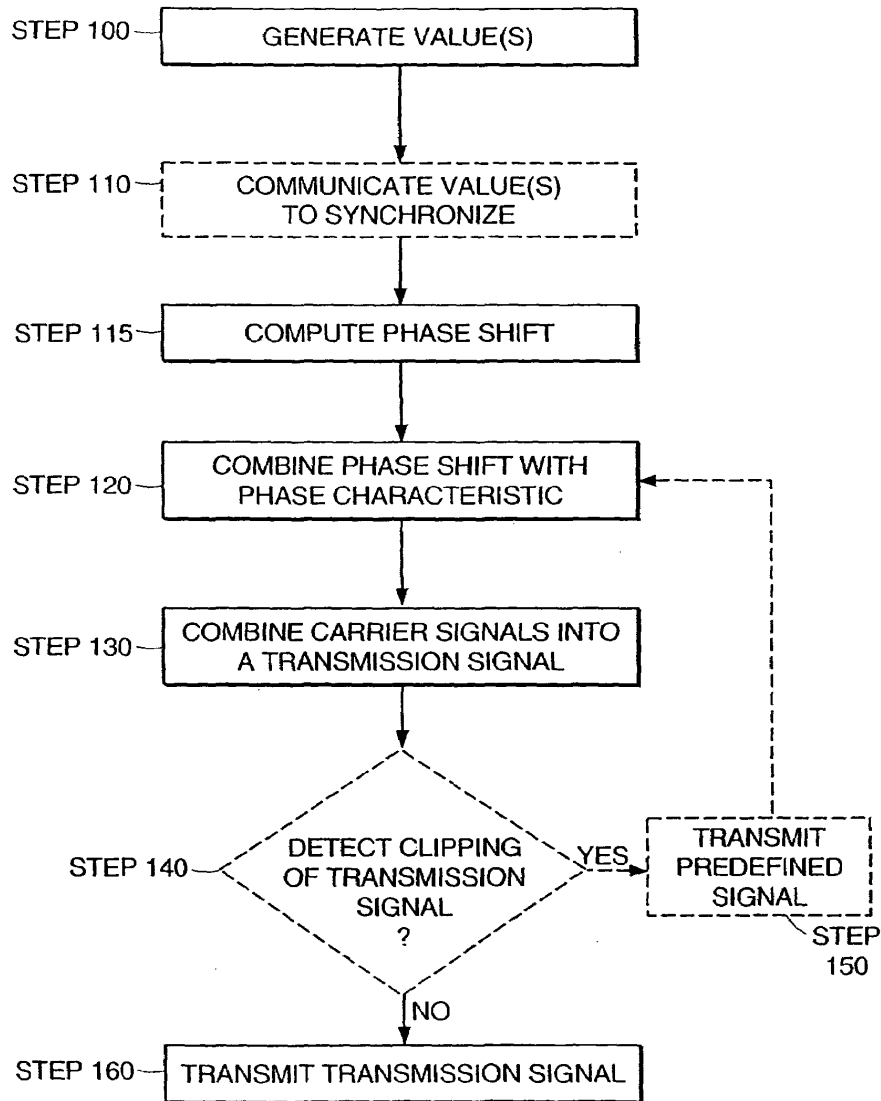 STEP 100
GENERATE VALUE(S)
STEP 110
COMMUNICATE VALUE(S)
TO SYNCHRONIZE
STEP 115
COMPUTE PHASE SHIFT
STEP 120
COMBINE PHASE SHIFT WITH
PHASE CHARACTERISTIC
STEP 130
COMBINE CARRIER SIGNALS INTO
A TRANSMISSION SIGNAL
STEP 140
DETECT CLIPPING
OF TRANSMISSION
SIGNAL
?
YES
TRANSMIT
PREDEFINED
SIGNAL
STEP
150
NO
STEP 160
TRANSMIT TRANSMISSION SIGNAL